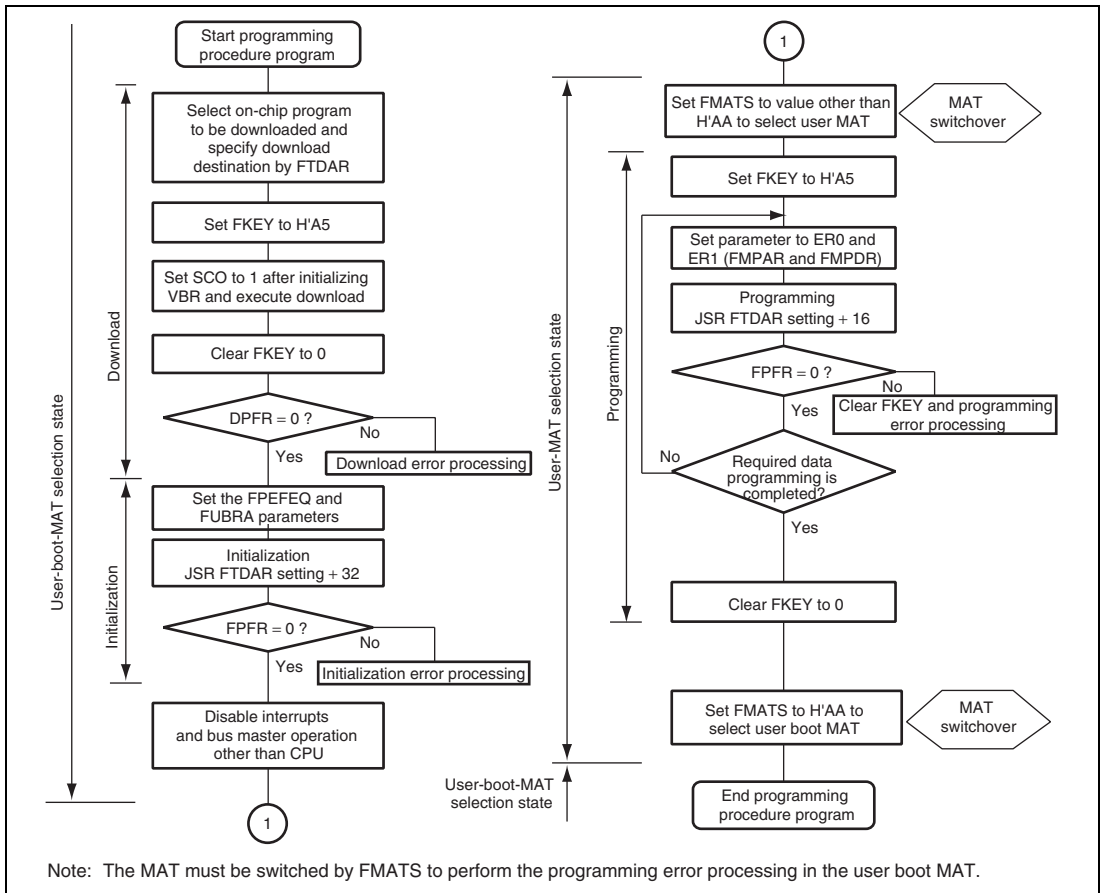 Start programming
procedure program
Select on-chip program
to be downloaded and
specify download
destination by FTDAR
Set FKEY to H'A5
Set SCO to 1 after initializing
VBR and execute download
Clear FKEY to 0
DPFR = 0 ?
No
Yes
Download error processing
Set the FPEFEQ and
FUBRA parameters
Initialization
JSR FTDAR setting + 32
FPFR = 0 ?
No
Yes
Initialization error processing
Disable interrupts
and bus master operation
other than CPU
1
Download
Initialization
User-boot-MAT selection state
1
Set FMATS to value other than
H'AA to select user MAT
MAT
switchover
Set FKEY to H'A5
Set parameter to ER0 and
ER1 (FMPAR and FMPDR)
Programming
JSR FTDAR setting + 16
FPFR = 0 ?
No
Yes
Clear FKEY and programming
error processing
No
Required data
programming is
completed?
Yes
Clear FKEY to 0
Set FMATS to H'AA to
select user boot MAT
MAT
switchover
End programming
procedure program
Programming
User-MAT selection state
User-boot-MAT
selection state
Note: The MAT must be switched by FMATS to perform the programming error processing in the user boot MAT.